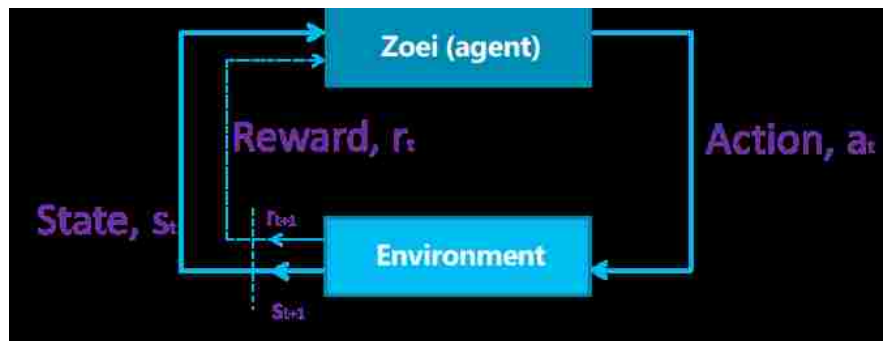 Zoei (agent)
Reward, rₜ
Action, aₜ
State, sₜ
rₜ₊₁
Environment
sₜ₊₁